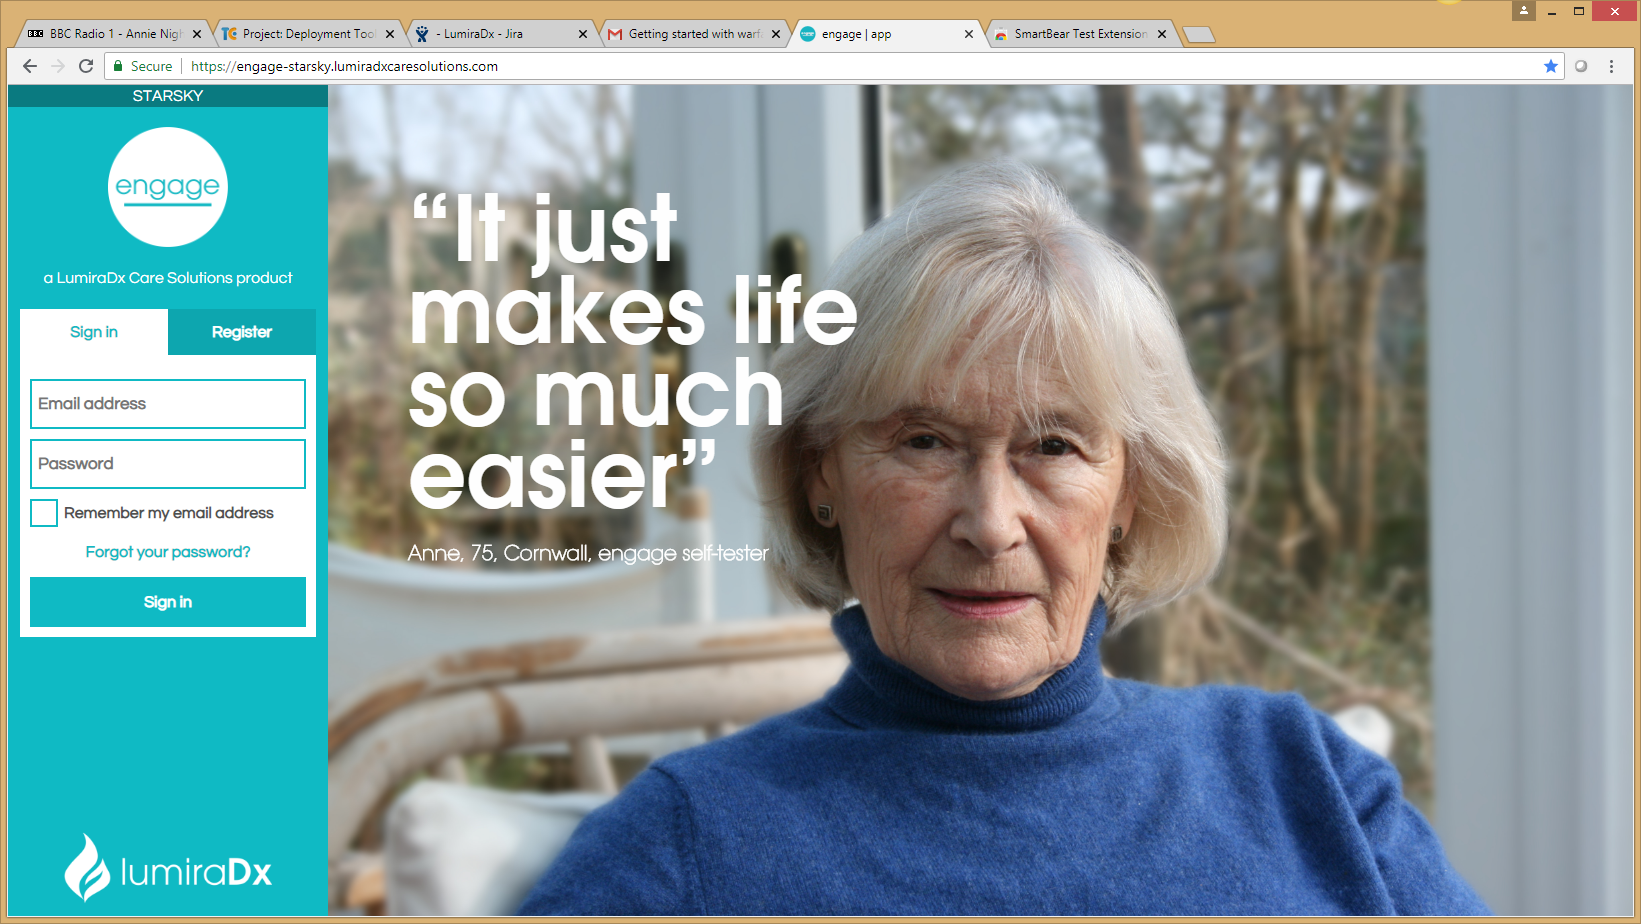 BBC Radio 1 - Annie Nigh
Project: Deployment Tool
- LumiraDx - Jira
Getting started with warfa
engage | app
SmartBear Test Extension
Secure
https://engage-starsky.lumiradxcaresolutions.com
STARSKY
engage
a LumiraDx Care Solutions product
Sign in
Register
Email address
Password
Remember my email address
Forgot your password?
Sign in
lumiraDx
“It just
makes life
so much
easier”
Anne, 75, Cornwall, engage self-tester